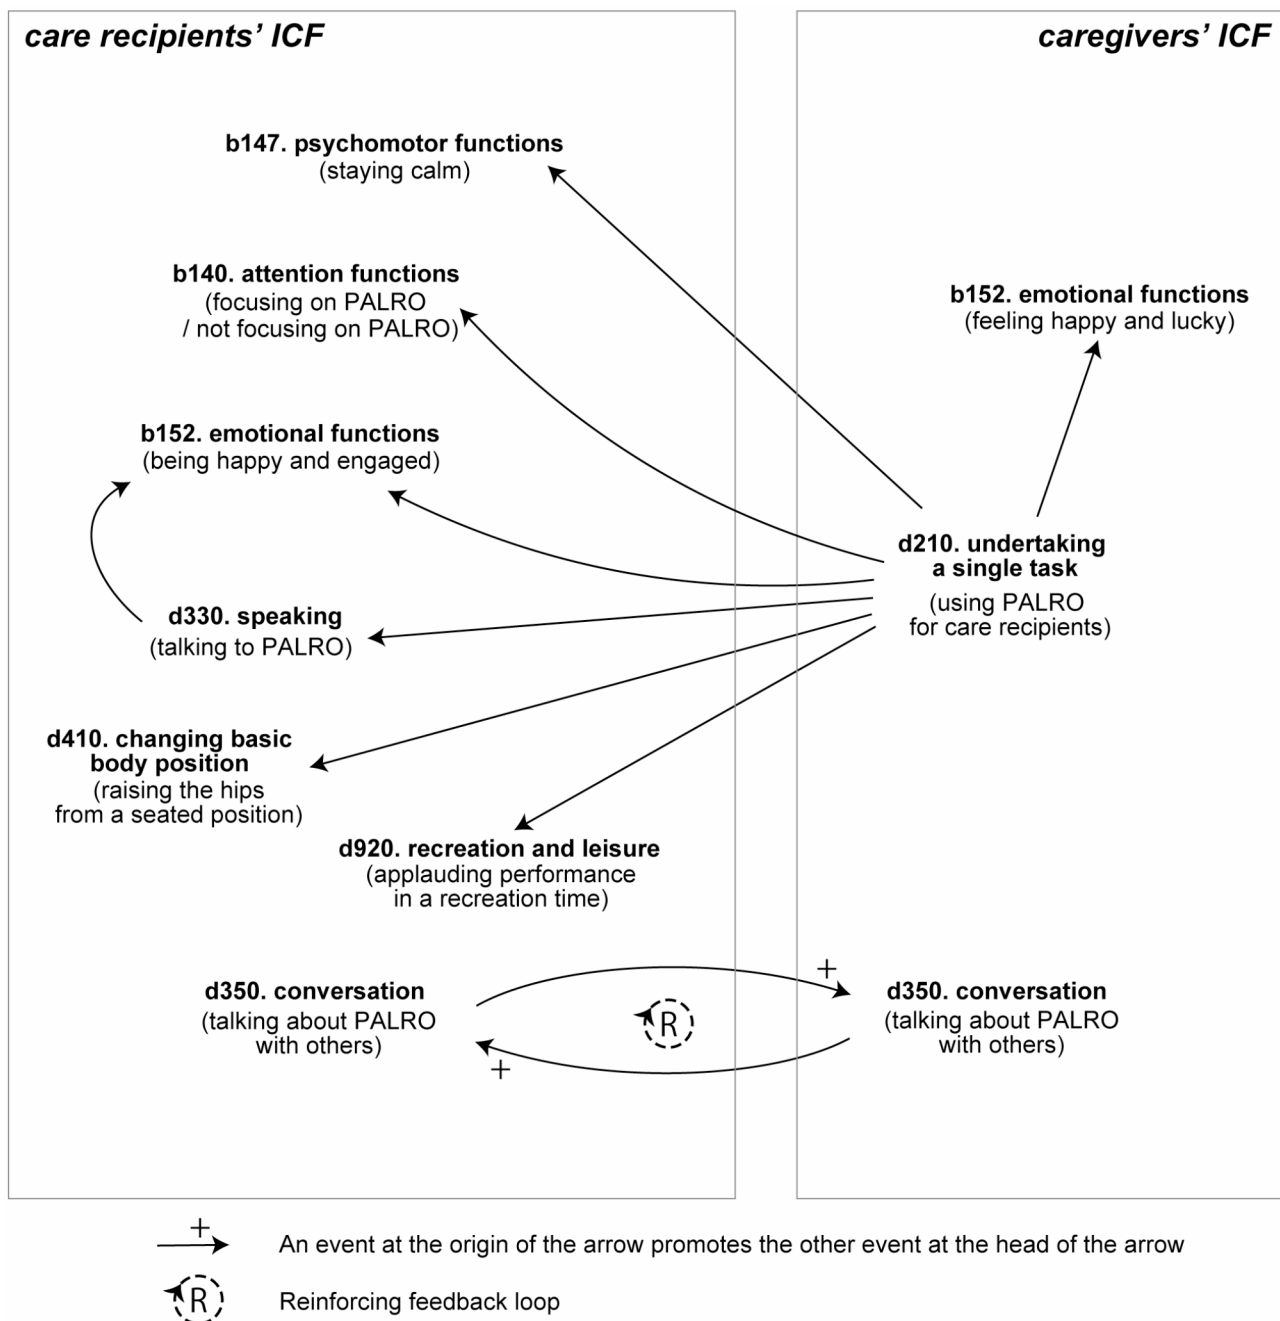 care recipients’ ICF
caregivers’ ICF
b147. psychomotor functions
(staying calm)
b140. attention functions
(focusing on PALRO
/ not focusing on PALRO)
b152. emotional functions
(feeling happy and lucky)
b152. emotional functions
(being happy and engaged)
d210. undertaking
a single task
(using PALRO
for care recipients)
d330. speaking
(talking to PALRO)
d410. changing basic
body position
(raising the hips
from a seated position)
d920. recreation and leisure
(applauding performance
in a recreation time)
d350. conversation
(talking about PALRO
with others)
+
R
+
d350. conversation
(talking about PALRO
with others)
+
An event at the origin of the arrow promotes the other event at the head of the arrow
R
Reinforcing feedback loop